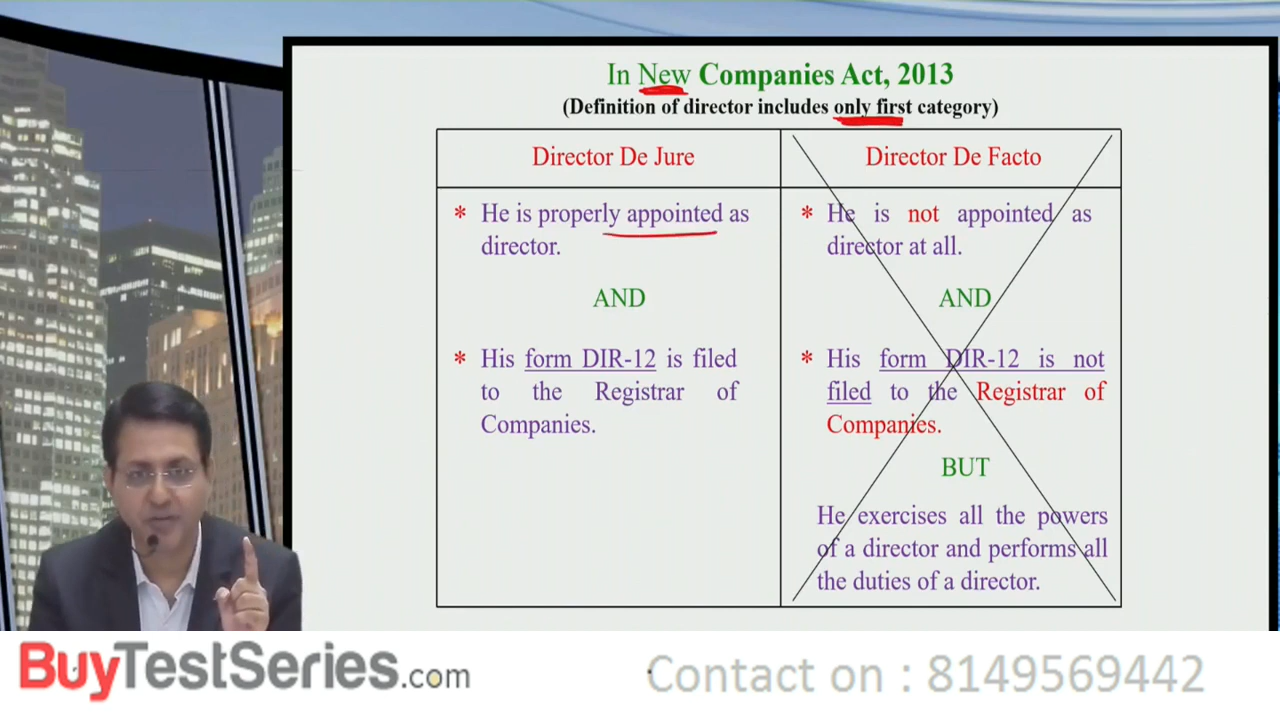 In New Companies Act, 2013
(Definition of director includes only first category)
Director De Jure
* He is properly appointed as
director.
AND
* His form DIR-12 is filed
to the Registrar of
Companies.
Director De Facto
* He is not appointed as
director at all.
AND
* His form DIR-12 is not
filed to the Registrar of
Companies.
BUT
He exercises all the powers
of a director and performs all
the duties of a director.
BuyTestSeries.com
Contact on : 8149569442